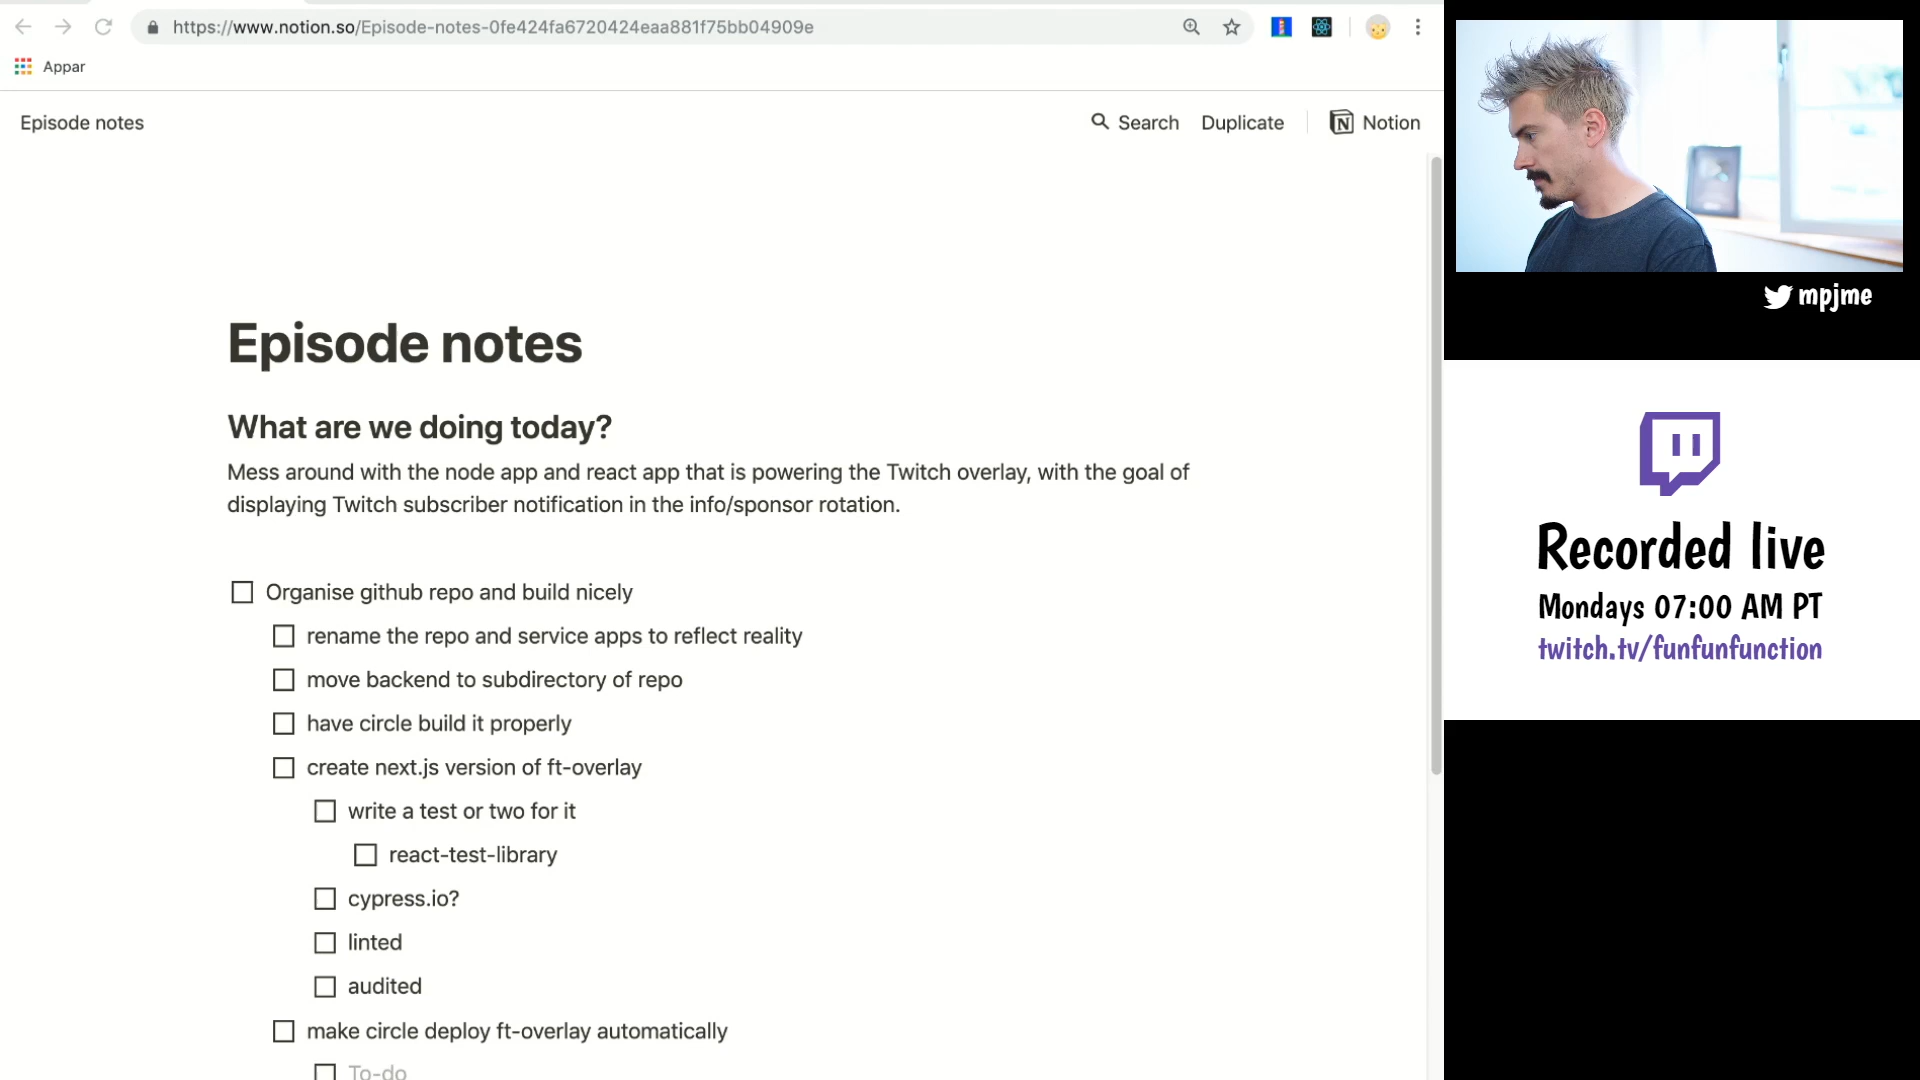 https://www.notion.so/Episode-notes-0fe424fa6720424eaa881f75bb04909e
Appar
Episode notes
Search
Duplicate
Notion
Episode notes
What are we doing today?
Mess around with the node app and react app that is powering the Twitch overlay, with the goal of
displaying Twitch subscriber notification in the info/sponsor rotation.
Organise github repo and build nicely
rename the repo and service apps to reflect reality
move backend to subdirectory of repo
have circle build it properly
create next.js version of ft-overlay
write a test or two for it
react-test-library
cypress.io?
linted
audited
make circle deploy ft-overlay automatically
To-do
mpjme
Recorded live
Mondays 07:00 AM PT
twitch.tv/funfunfunction